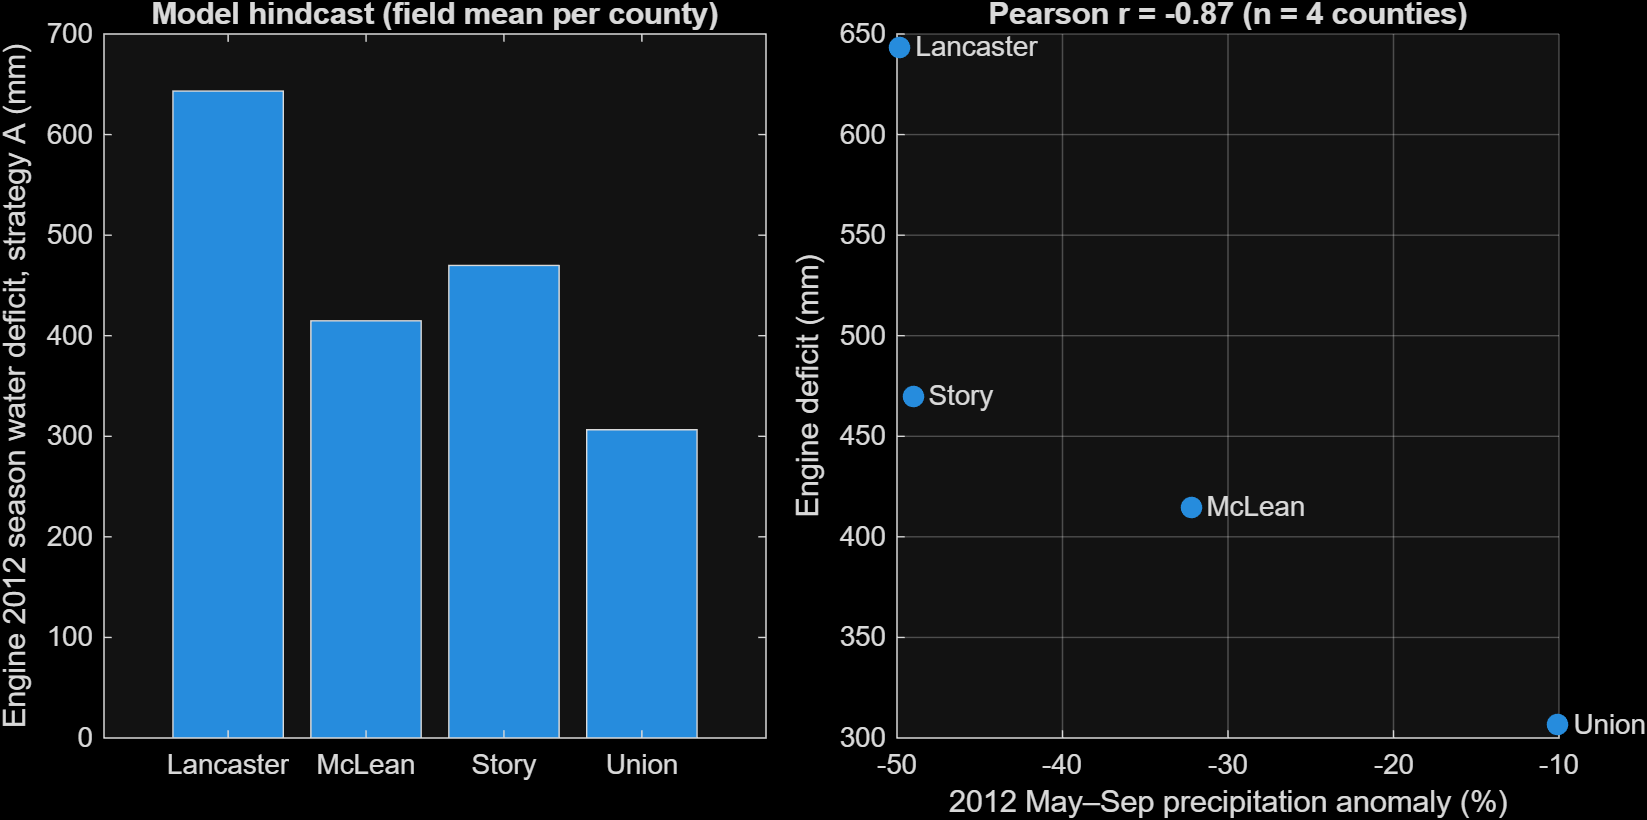 Model hindcast (field mean per county)
Engine 2012 season water deficit, strategy A (mm)
700
600
500
400
300
200
100
0
Lancaster McLean Story Union
Pearson r = -0.87 (n = 4 counties)
Engine deficit (mm)
650
600
550
500
450
400
350
300
Lancaster
Story
McLean
Union
-50 -40 -30 -20 -10
2012 May–Sep precipitation anomaly (%)